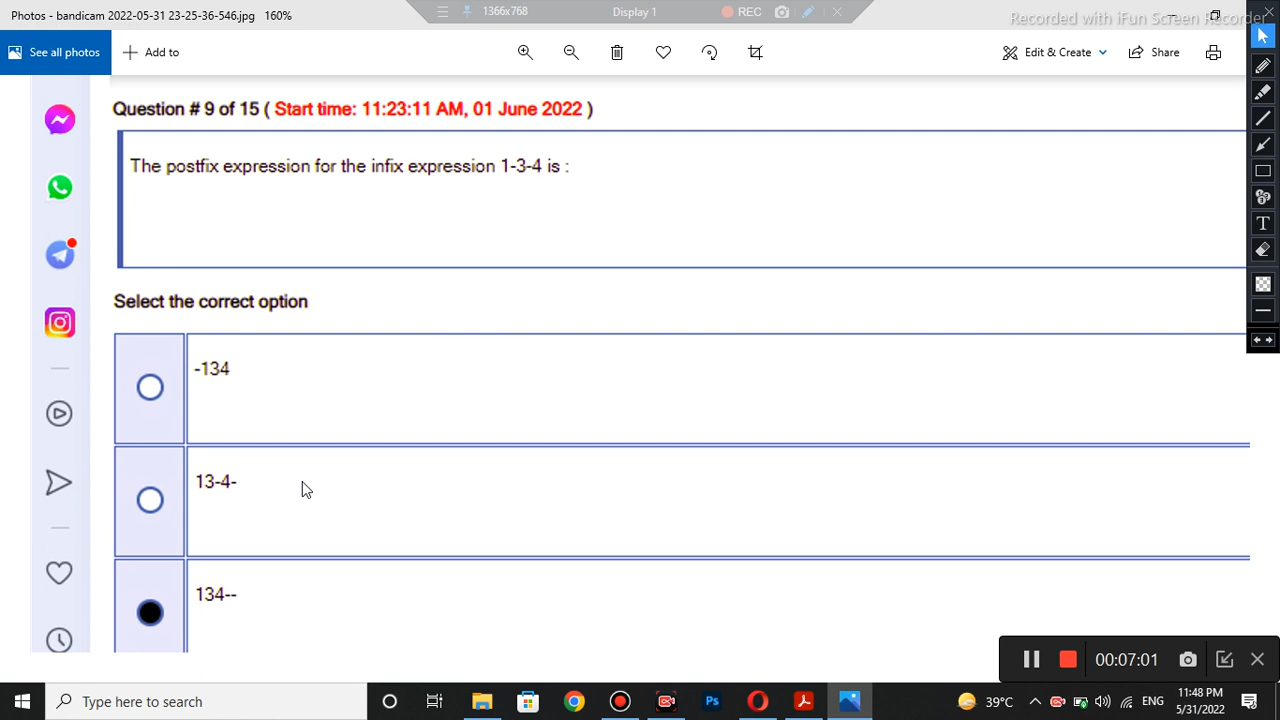 Photos - bandicam 2022-05-31 23-25-36-546.jpg 160%
1366x768
Display 1
REC
Recorded with iFun Screen Recorder
See all photos
Add to
Edit & Create
Share
Question # 9 of 15 ( Start time: 11:23:11 AM, 01 June 2022 )
The postfix expression for the infix expression 1-3-4 is :
Select the correct option
-134
13-4-
134--
00:07:01
Type here to search
Ps
39°C
ENG
11:48 PM
5/31/2022